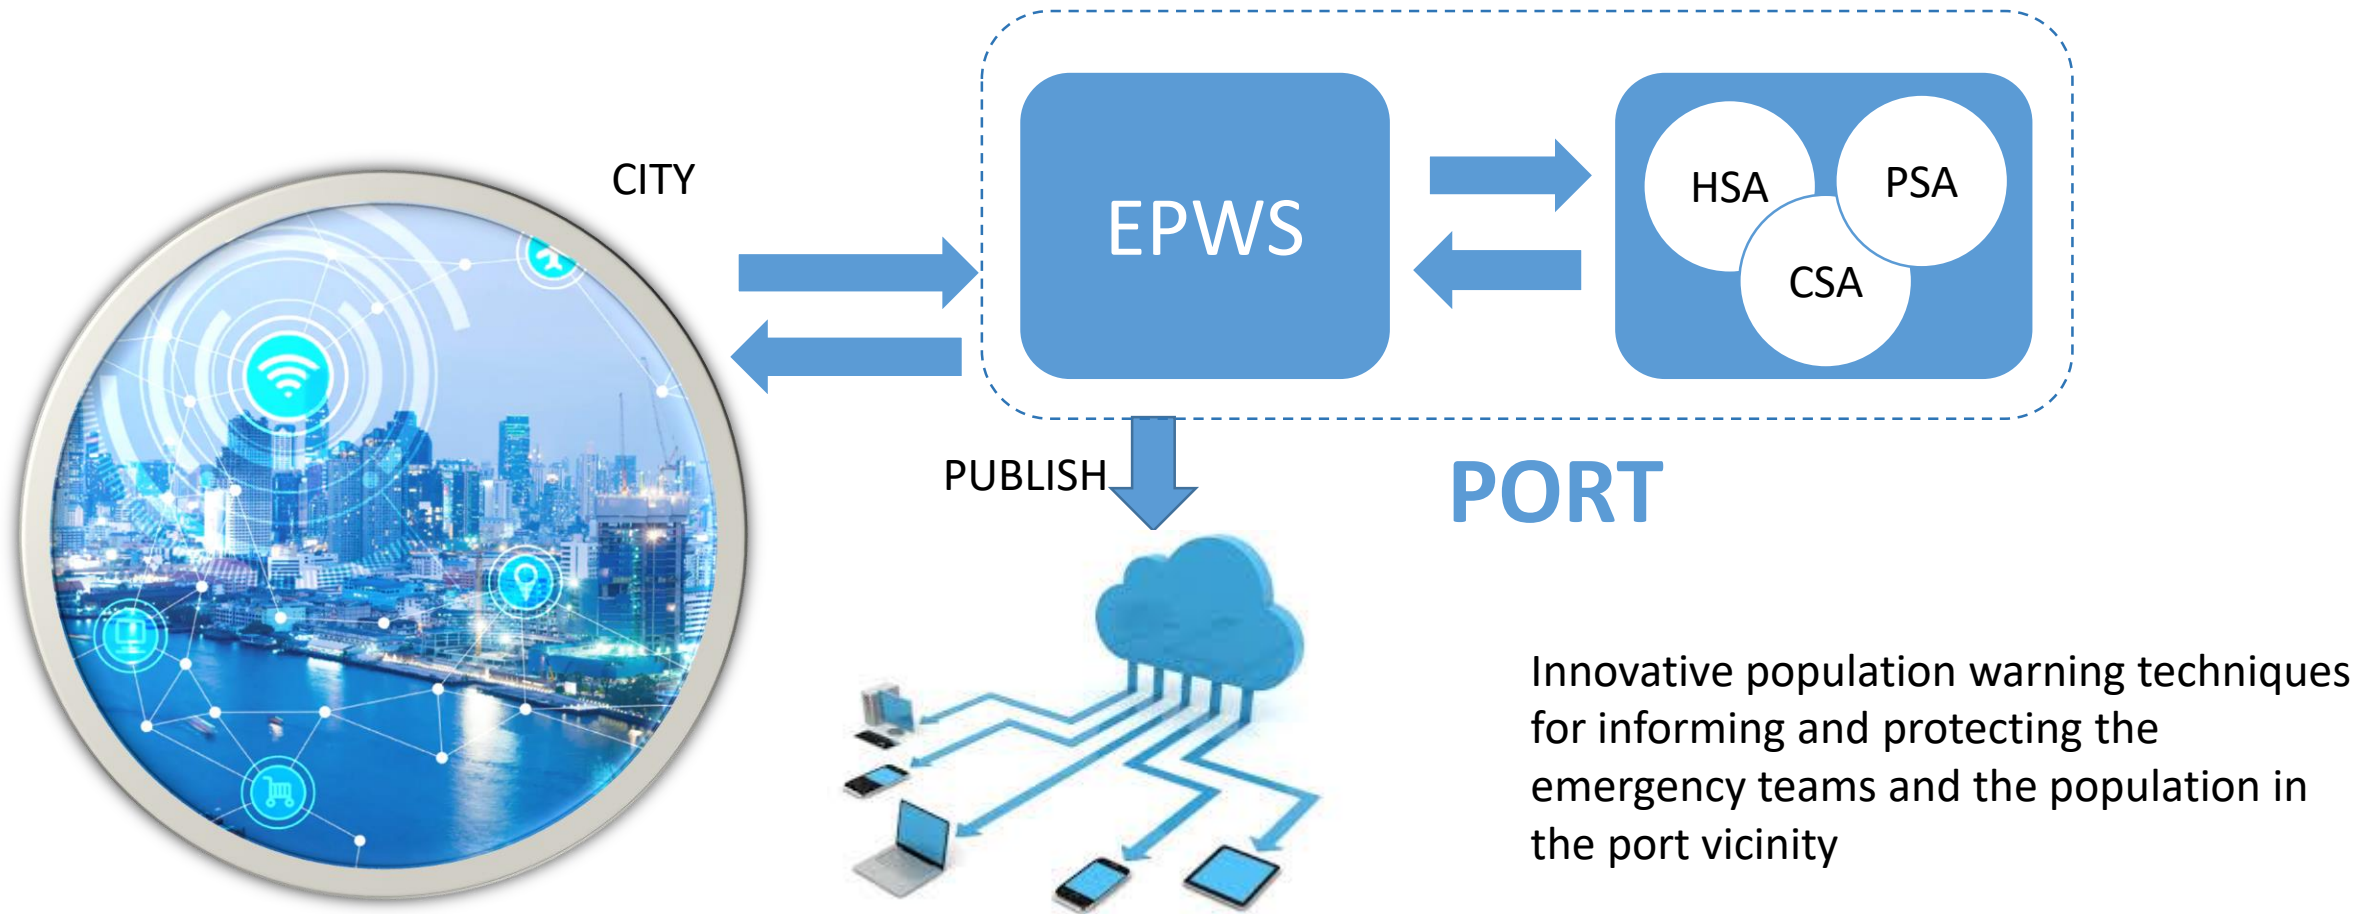 CITY
EPWS
HSA
PSA
CSA
PUBLISH
PORT
Innovative population warning techniques
for informing and protecting the
emergency teams and the population in
the port vicinity